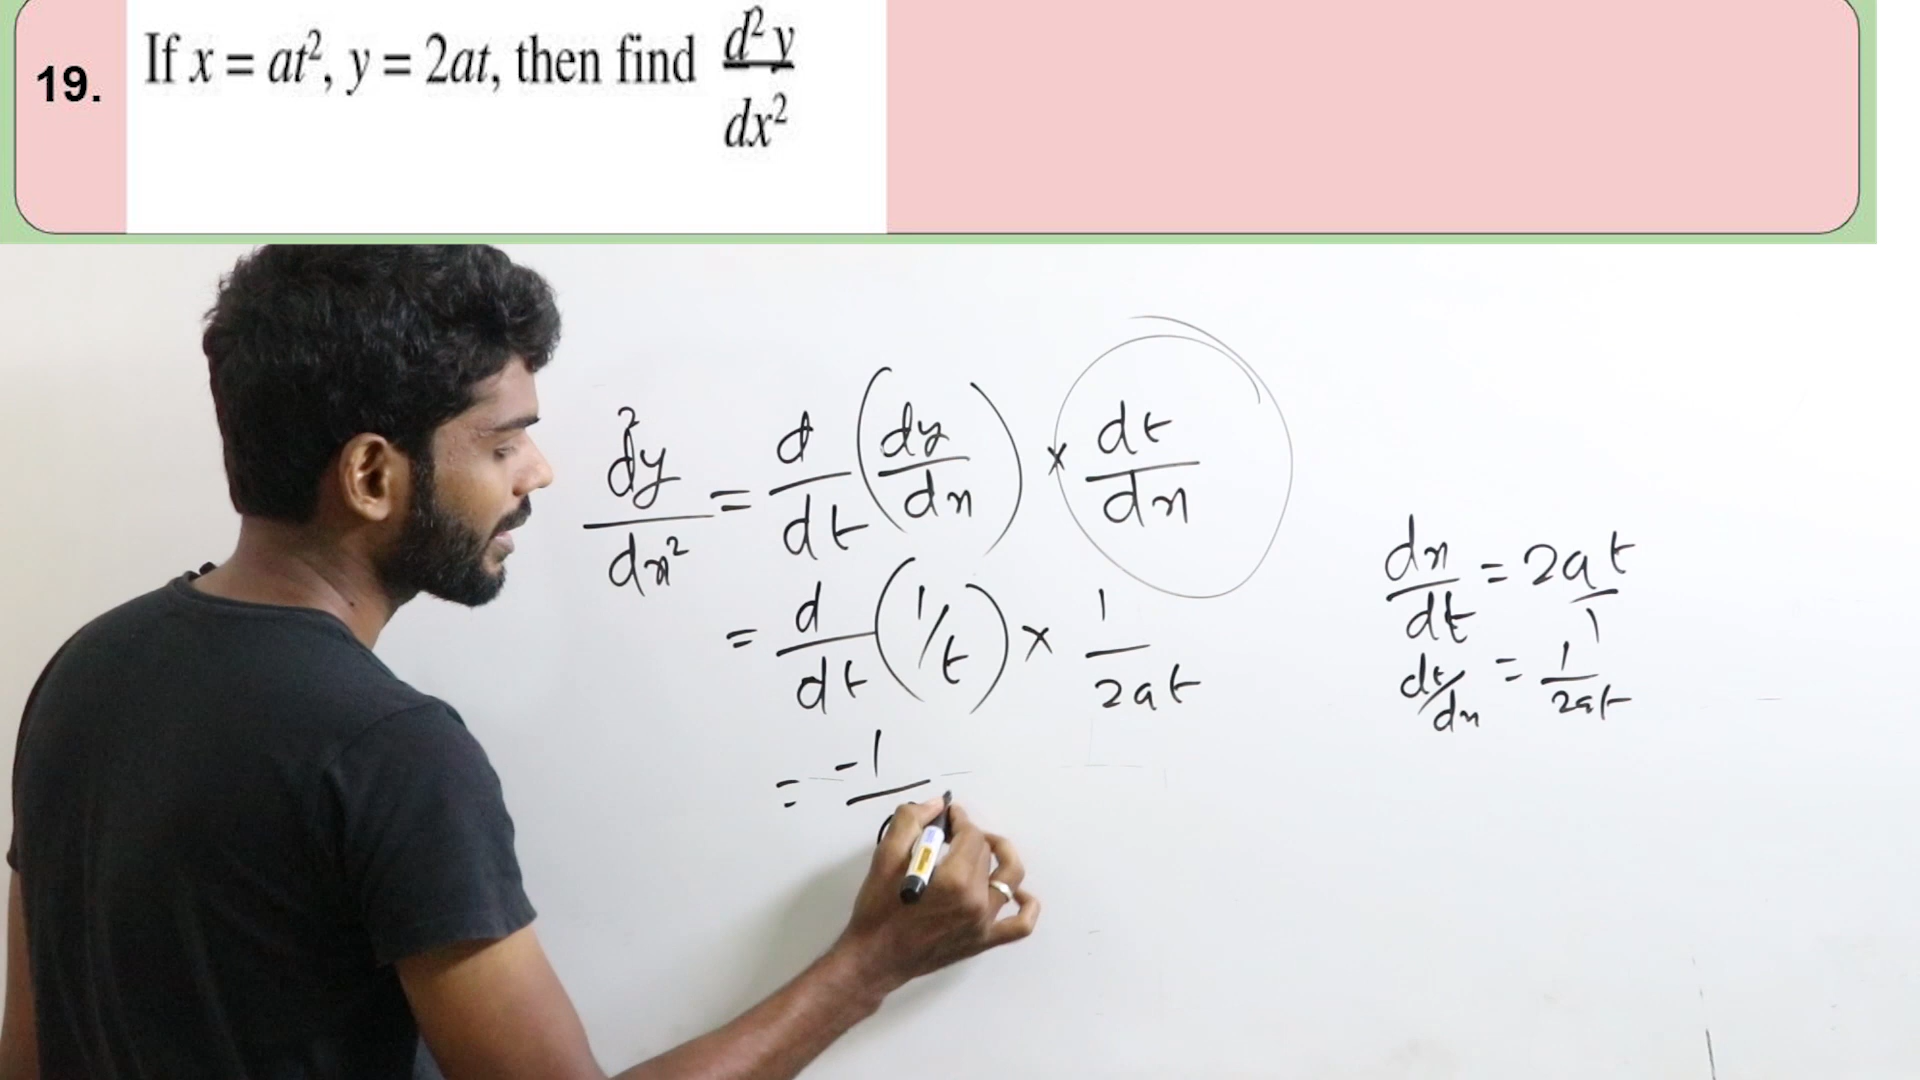 19. If x = at², y = 2at, then find d²y/dx²
d²y/dx² = d/dt (dy/dx) × dt/dx
= d/dt (1/t) × 1/2at
= -1/
dx/dt = 2at/1
dt/dx = 1/2at